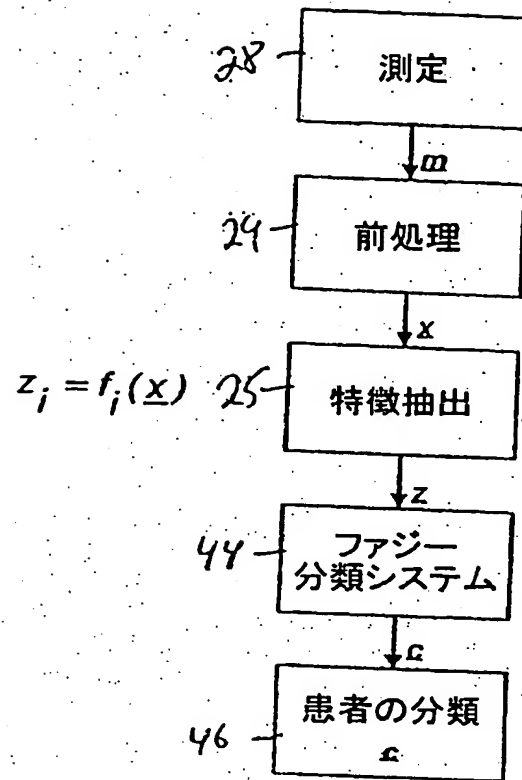 28
測定
m
29
前処理
x
z_i = f_i(x)
25
特徴抽出
z
44
ファジー
分類システム
c
46
患者の分類
c